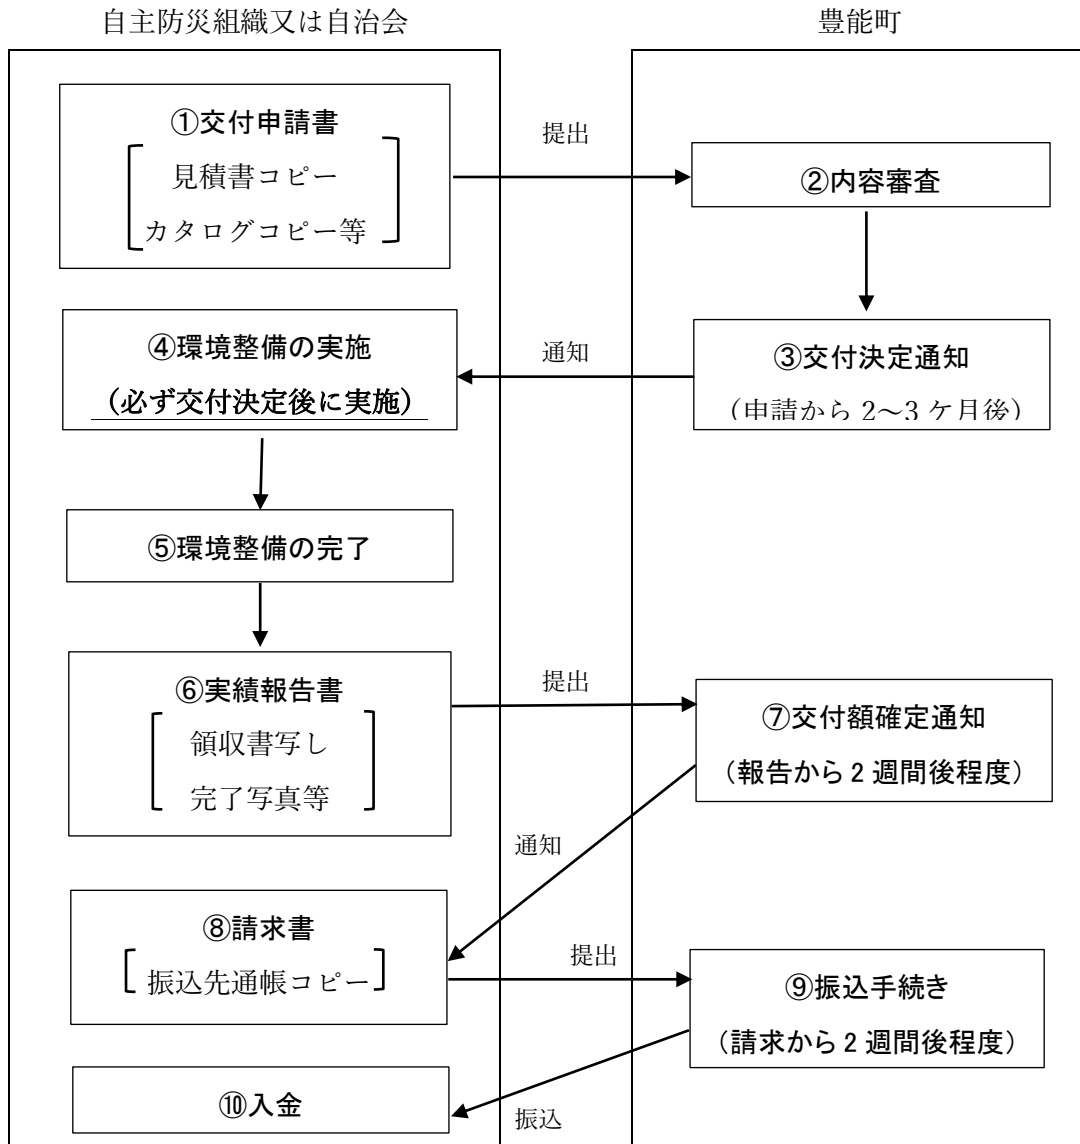 自主防災組織又は自治会
豊能町
①交付申請書
見積書コピー
カタログコピー等
提出
②内容審査
③交付決定通知
（申請から 2～3 ケ月後）
通知
④環境整備の実施
（必ず交付決定後に実施）
⑤環境整備の完了
⑥実績報告書
領収書写し
完了写真等
提出
⑦交付額確定通知
（報告から 2 週間後程度）
通知
⑧請求書
振込先通帳コピー
提出
⑨振込手続き
（請求から 2 週間後程度）
振込
⑩入金